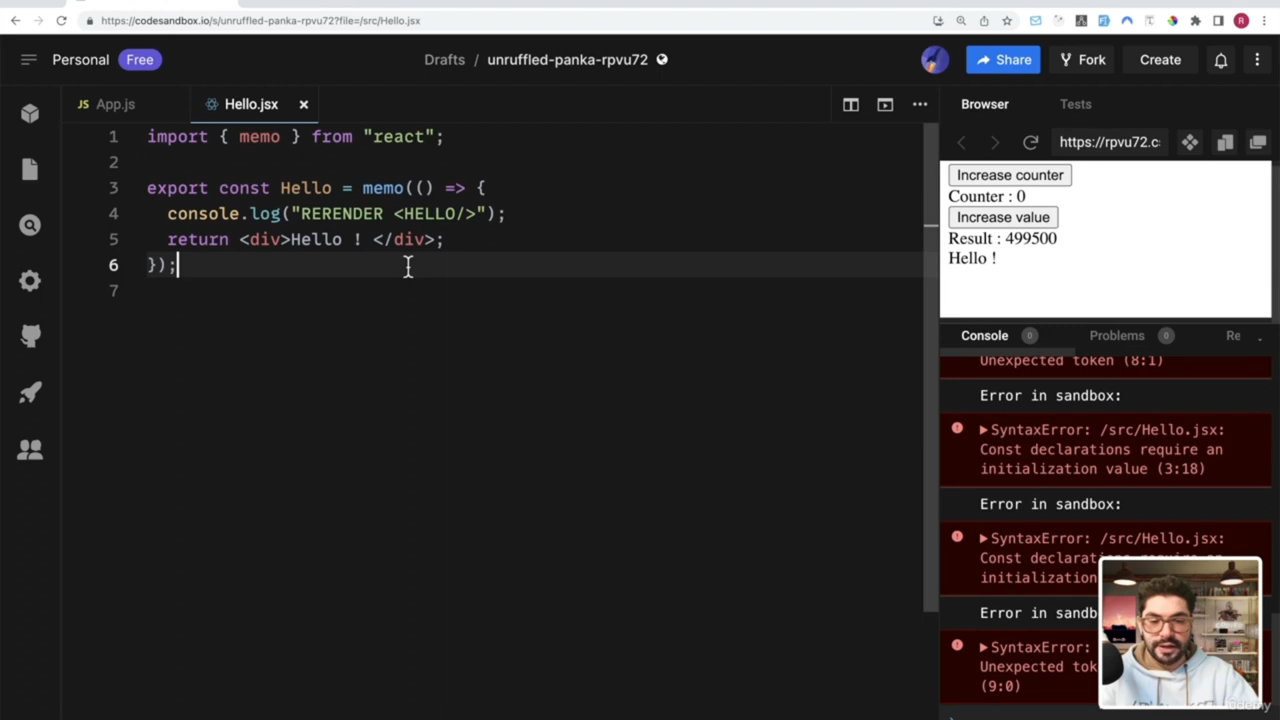 https://codesandbox.io/s/unruffled-panka-rpvu72?file=/src/Hello.jsx
R
Personal Free
Drafts / unruffled-panka-rpvu72
Share
Fork
Create
JS App.js
Hello.jsx
Browser
Tests
https://rpvu72.c
1 import { memo } from "react";
2
3 export const Hello = memo(() => {
4 console.log("RERENDER <HELLO/>");
5 return <div>Hello ! </div>;
6 });
7
Increase counter
Counter : 0
Increase value
Result : 499500
Hello !
Console 0
Problems 0
Re
Unexpected token (8:1)
Error in sandbox:
SyntaxError: /src/Hello.jsx:
Const declarations require an
initialization value (3:18)
Error in sandbox:
SyntaxError: /src/Hello.jsx:
Const declarations require an
initialization
Error in sandb
SyntaxError:
Unexpected tok
(9:0)